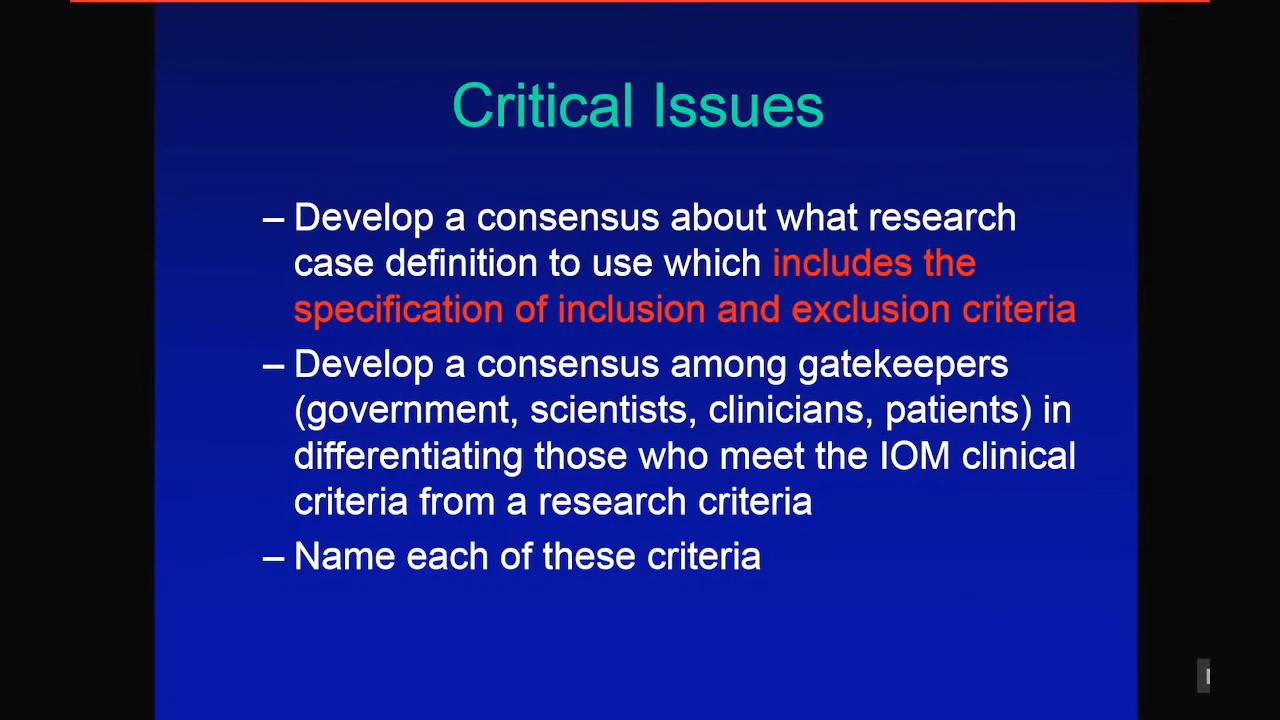 Critical Issues
– Develop a consensus about what research
case definition to use which includes the
specification of inclusion and exclusion criteria
– Develop a consensus among gatekeepers
(government, scientists, clinicians, patients) in
differentiating those who meet the IOM clinical
criteria from a research criteria
– Name each of these criteria